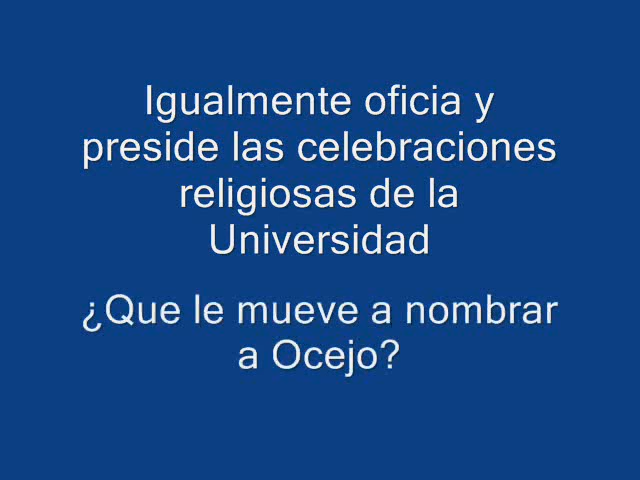 Igualmente oficia y
preside las celebraciones
religiosas de la
Universidad
¿Que le mueve a nombrar
a Ocejo?